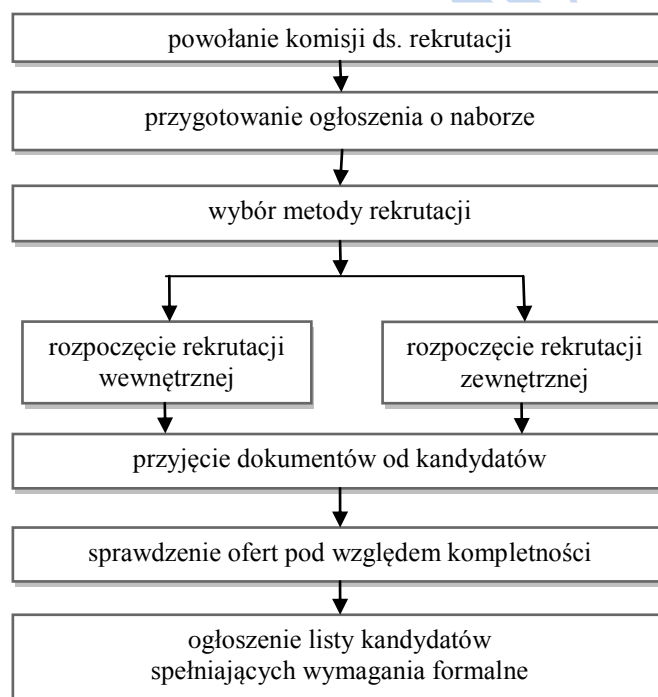 powołanie komisji ds. rekrutacji
przygotowanie ogłoszenia o naborze
wybór metody rekrutacji
rozpoczęcie rekrutacji
wewnętrznej
rozpoczęcie rekrutacji
zewnętrznej
przyjęcie dokumentów od kandydatów
sprawdzenie ofert pod względem kompletności
ogłoszenie listy kandydatów
spełniających wymagania formalne